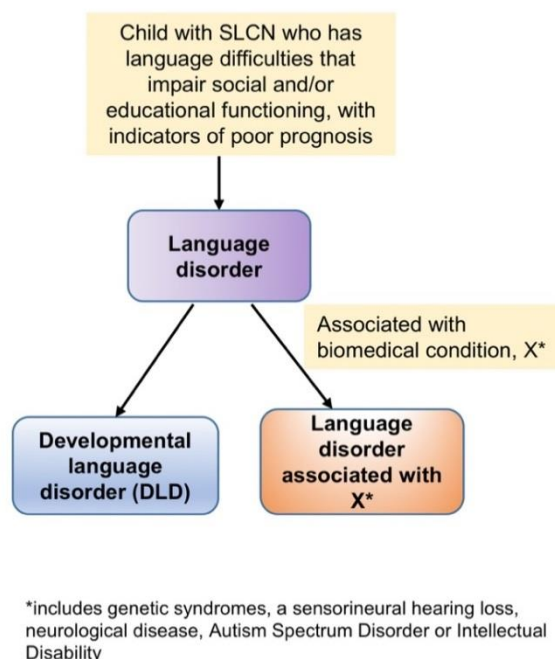 Child with SLCN who has
language difficulties that
impair social and/or
educational functioning, with
indicators of poor prognosis
Language
disorder
Associated with
biomedical condition, X*
Developmental
language
disorder (DLD)
Language
disorder
associated with
X*
*includes genetic syndromes, a sensorineural hearing loss,
neurological disease, Autism Spectrum Disorder or Intellectual
Disability